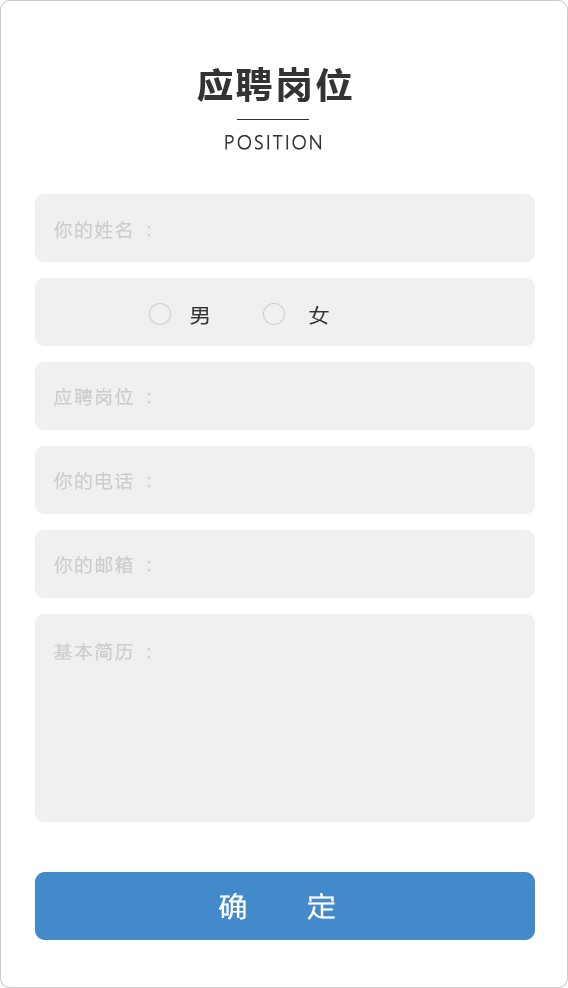 应聘岗位
POSITION
你的姓名 :
男 女
应聘岗位 :
你的电话 :
你的邮箱 :
基本简历 :
确 定